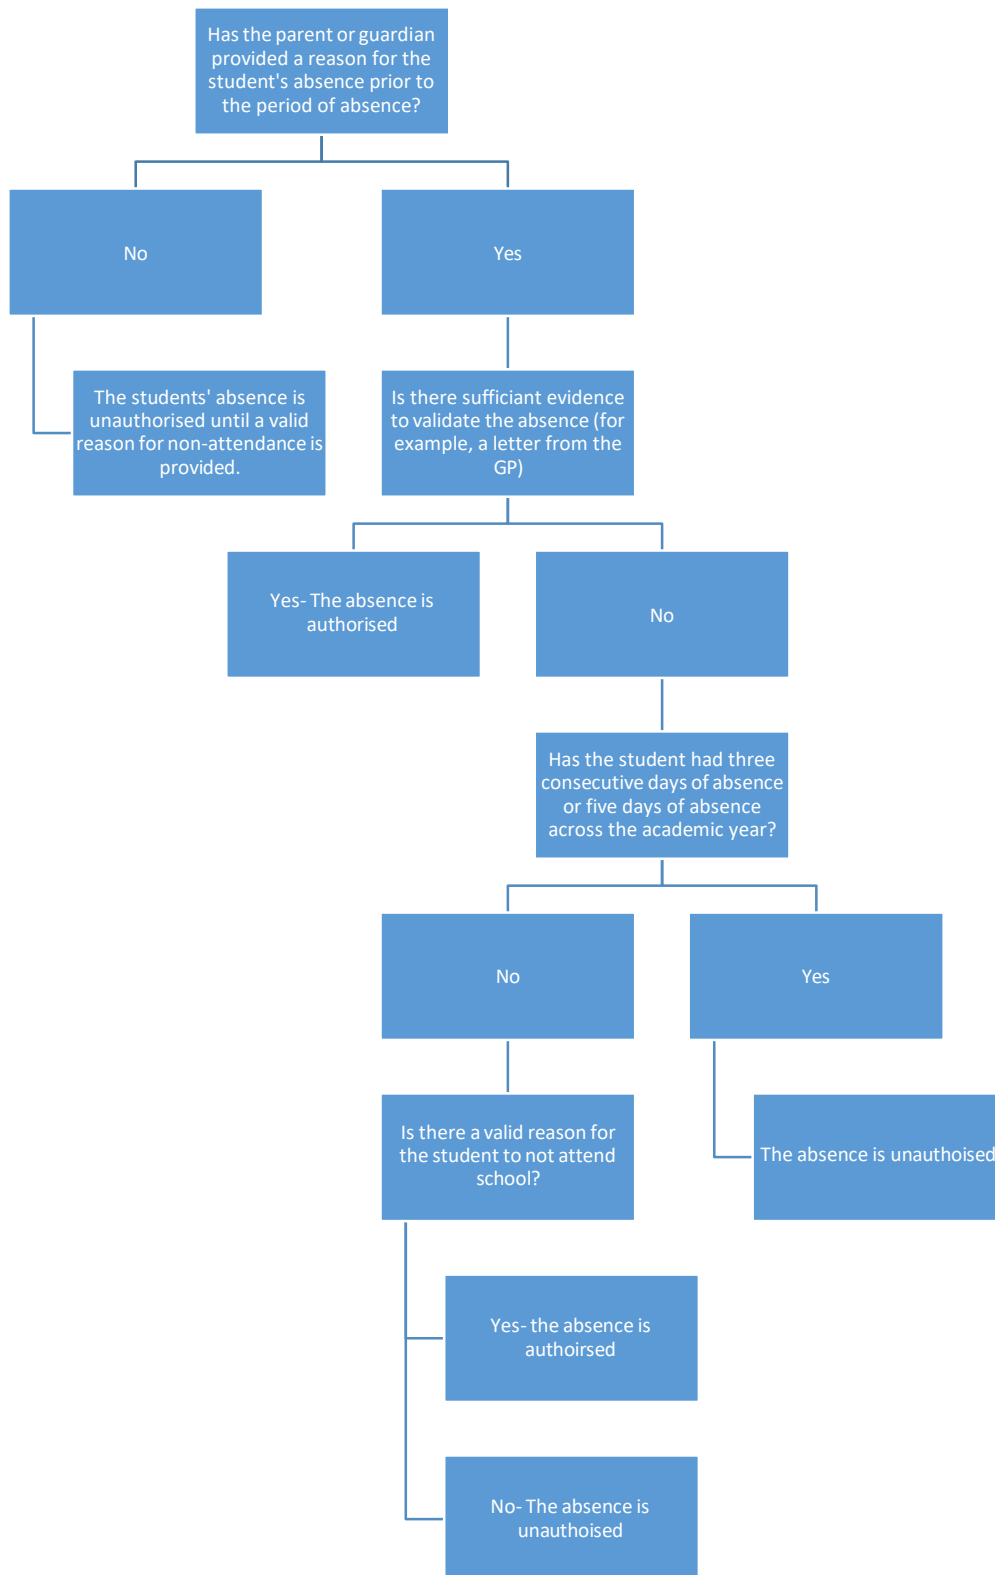 Has the parent or guardian
provided a reason for the
student's absence prior to
the period of absence?
No
Yes
The students' absence is
unauthorised until a valid
reason for non-attendance is
provided.
Is there sufficiant evidence
to validate the absence (for
example, a letter from the
GP)
Yes- The absence is
authorised
No
Has the student had three
consecutive days of absence
or five days of absence
across the academic year?
No
Yes
Is there a valid reason for
the student to not attend
school?
The absence is unauthoised
Yes- the absence is
authoirsed
No- The absence is
unauthoised